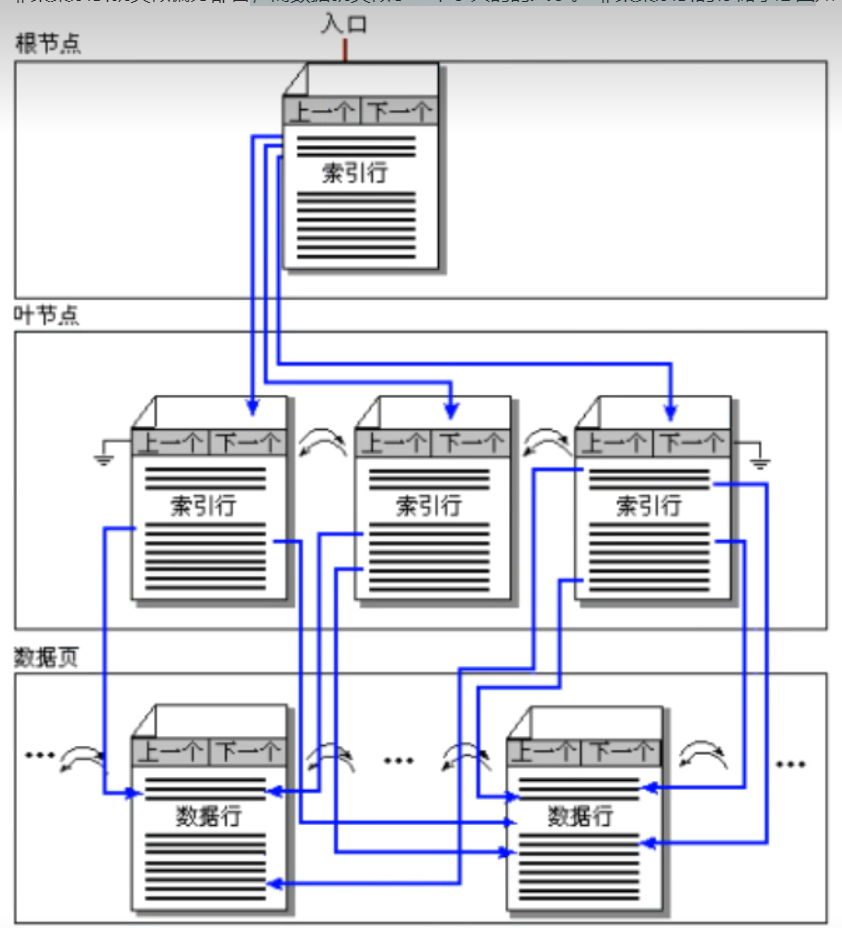 入口
根节点
上一个 下一个
索引行
叶节点
上一个 下一个 上一个 下一个 上一个 下一个
索引行 索引行 索引行
数据页
... ... ...
上一个 下一个 上一个 下一个
数据行 数据行